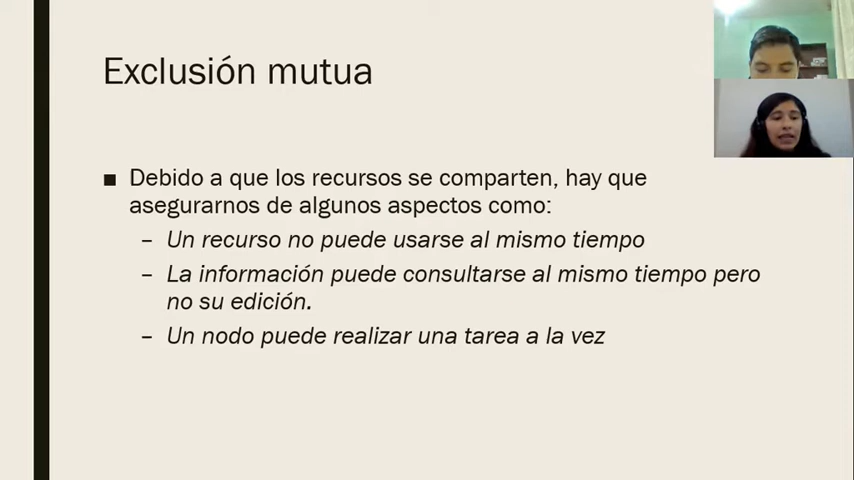 Exclusión mutua
■ Debido a que los recursos se comparten, hay que
asegurarnos de algunos aspectos como:
– Un recurso no puede usarse al mismo tiempo
– La información puede consultarse al mismo tiempo pero
no su edición.
– Un nodo puede realizar una tarea a la vez